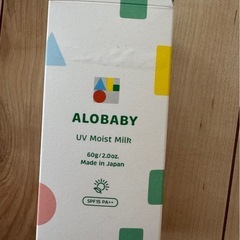 ALOBABY
UV Moist Milk
60g/2.0oz.
Made in Japan
SPF15 PA++